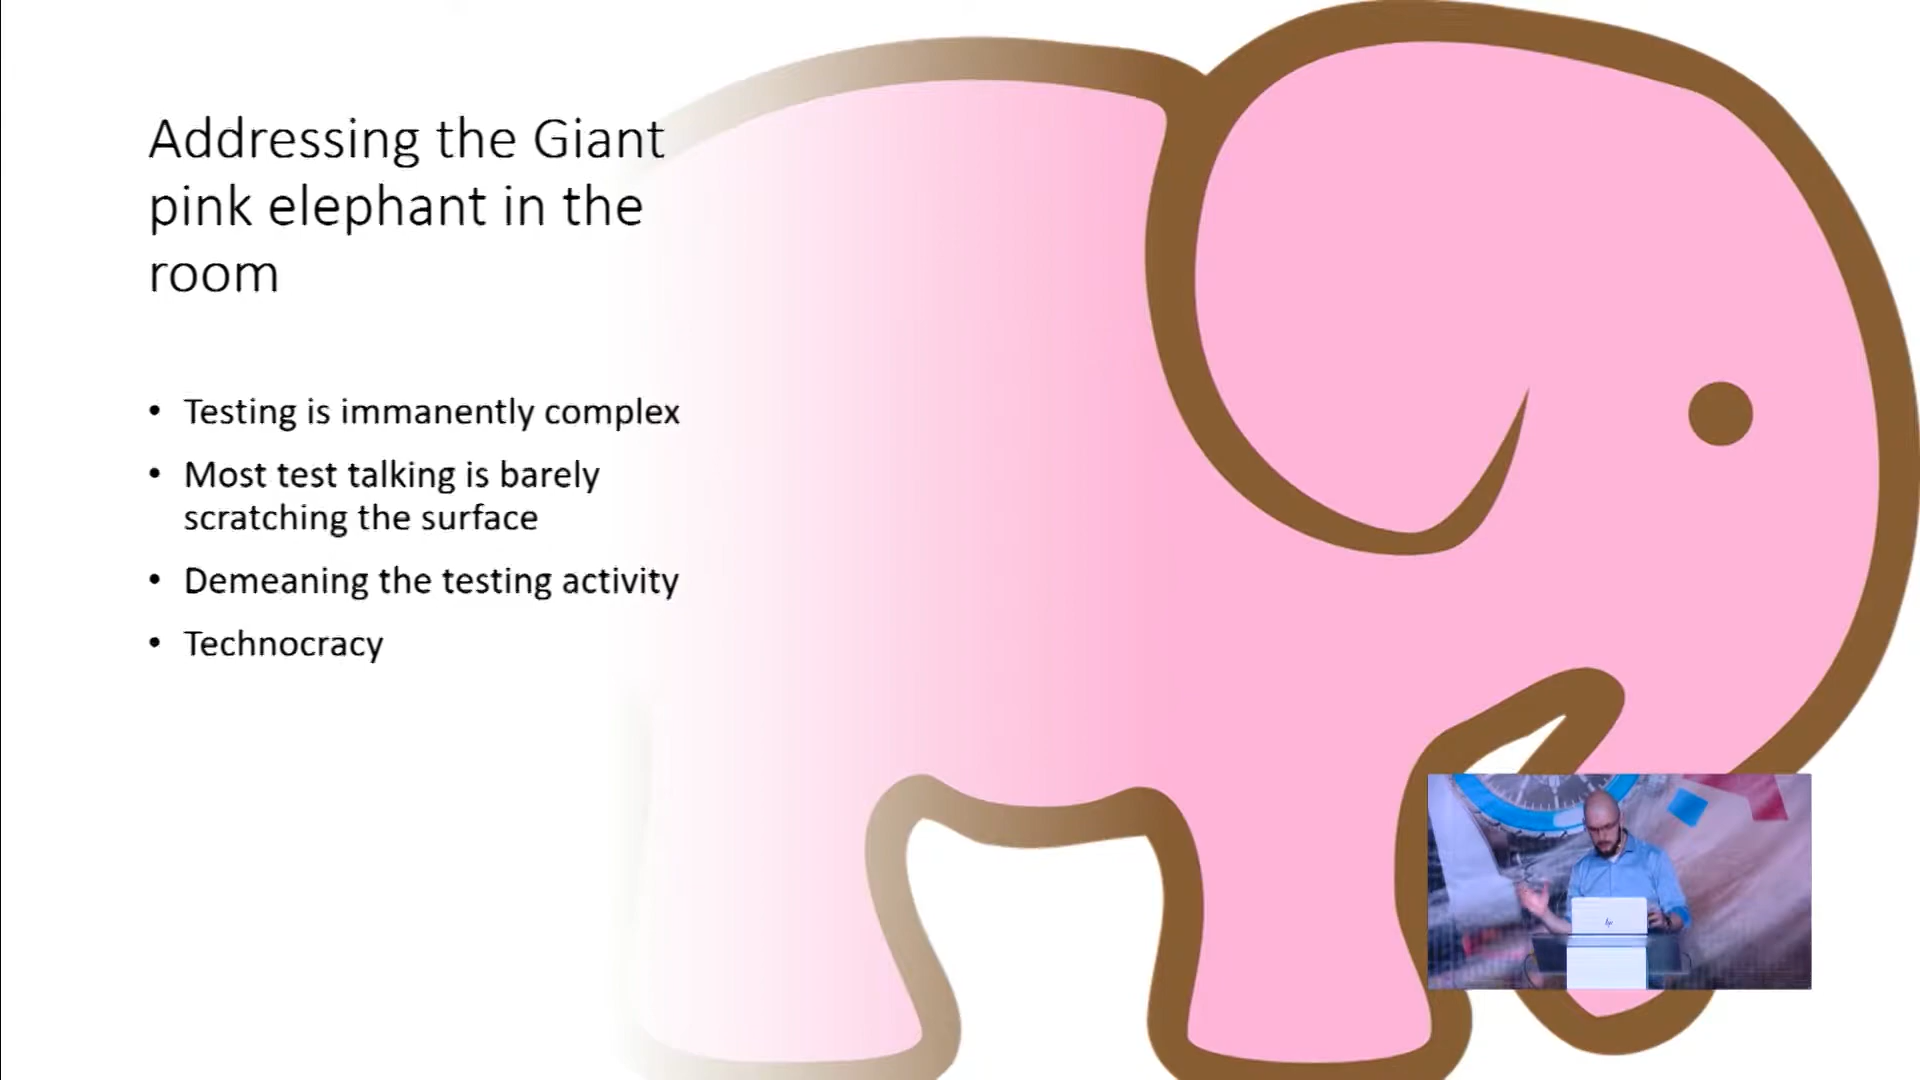 Addressing the Giant
pink elephant in the
room
• Testing is immanently complex
• Most test talking is barely
scratching the surface
• Demeaning the testing activity
• Technocracy
hp